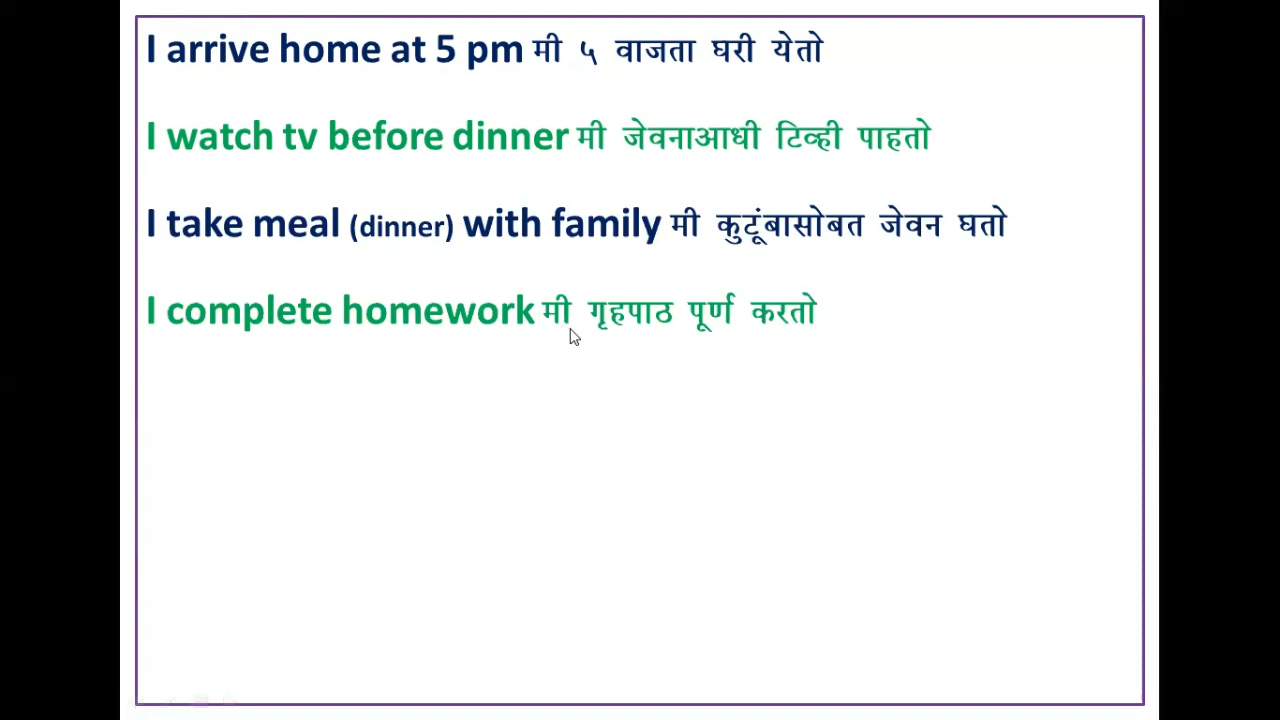 I arrive home at 5 pm मी ५ वाजता घरी येतो
I watch tv before dinner मी जेवनाआधी टिव्ही पाहतो
I take meal (dinner) with family मी कुटूंबासोबत जेवन घतो
I complete homework मी गृहपाठ पूर्ण करतो